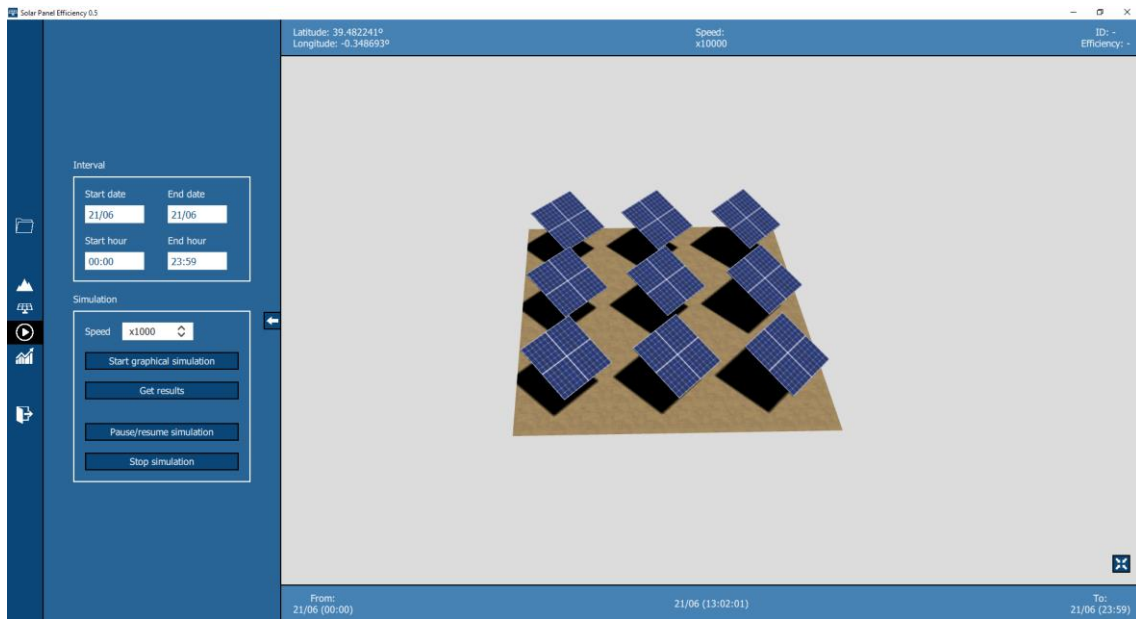 Solar Panel Efficiency 0.5
Latitude: 39.482241º
Longitude: -0.348693º
Speed:
x10000
ID: -
Efficiency: -
Interval
Start date End date
21/06 21/06
Start hour End hour
00:00 23:59
Simulation
Speed x1000
Start graphical simulation
Get results
Pause/resume simulation
Stop simulation
From:
21/06 (00:00)
21/06 (13:02:01)
To:
21/06 (23:59)